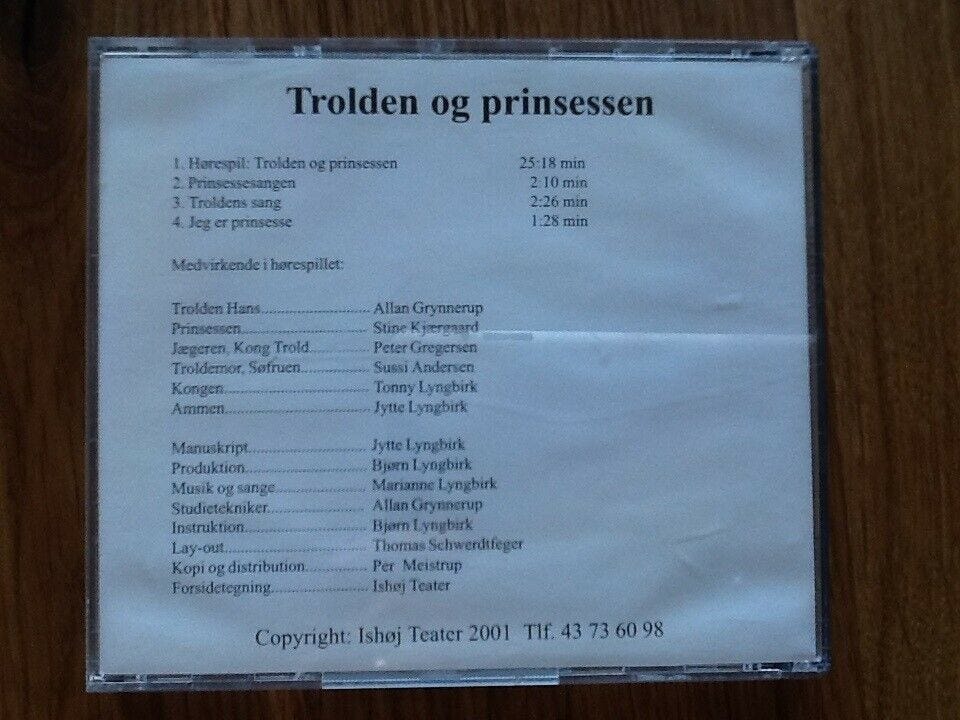 Trolden og prinsessen
1. Hørespil: Trolden og prinsessen 25:18 min
2. Prinsessesangen 2:10 min
3. Troldens sang 2:26 min
4. Jeg er prinsesse 1:28 min
Medvirkende i hørespillet:
Trolden Hans........................... Allan Grynnerup
Prinsessen............................... Stine Kjærgaard
Jægeren, Kong Trold.............. Peter Gregersen
Troldemor, Søfruen................ Sussi Andersen
Kongen................................... Tonny Lyngbirk
Ammen................................... Jytte Lyngbirk
Manuskript............................. Jytte Lyngbirk
Produktion.............................. Bjørn Lyngbirk
Musik og sange...................... Marianne Lyngbirk
Studietekniker........................ Allan Grynnerup
Instruktion.............................. Bjørn Lyngbirk
Lay-out................................... Thomas Schwerdtfeger
Kopi og distribution............... Per Meistrup
Forsidetegning........................ Ishøj Teater
Copyright: Ishøj Teater 2001 Tlf. 43 73 60 98